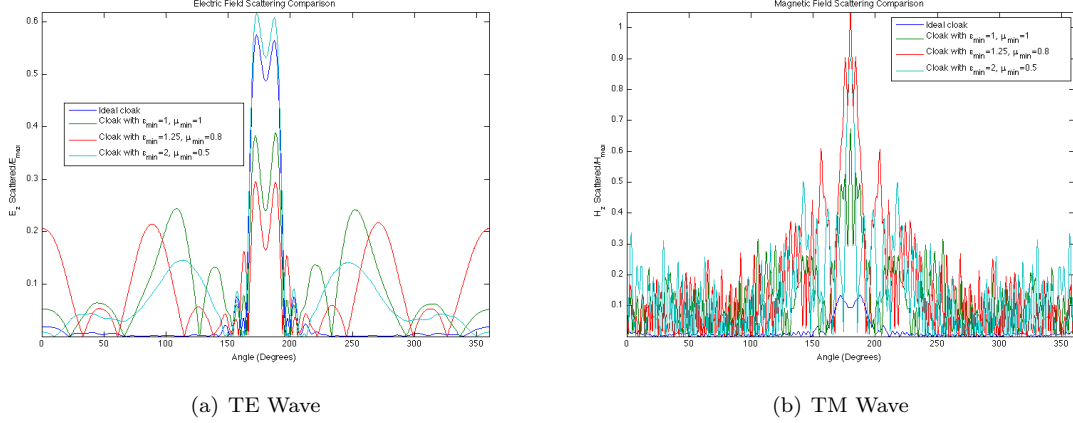 Electric Field Scattering Comparison
0.6
0.5
0.4
0.3
0.2
0.1
E_z Scattered/E_max
0 50 100 150 200 250 300 350
Angle (Degrees)
Ideal cloak
Cloak with ε_min=1, μ_min=1
Cloak with ε_min=1.25, μ_min=0.8
Cloak with ε_min=2, μ_min=0.5
(a) TE Wave
Magnetic Field Scattering Comparison
1
0.9
0.8
0.7
0.6
0.5
0.4
0.3
0.2
0.1
H_z Scattered/H_max
0 50 100 150 200 250 300 350
Angle (Degrees)
Ideal cloak
Cloak with ε_min=1, μ_min=1
Cloak with ε_min=1.25, μ_min=0.8
Cloak with ε_min=2, μ_min=0.5
(b) TM Wave